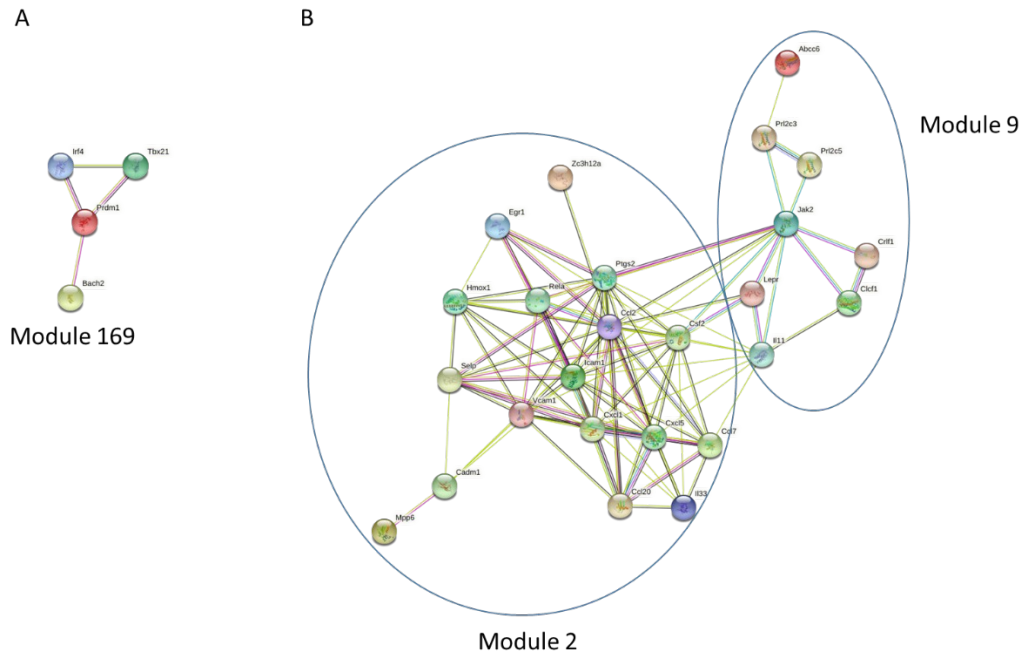 A
B
Irf4
Tbx21
Prdm1
Bach2
Module 169
Abcc6
Prl2c3
Prl2c5
Module 9
Jak2
Crlf1
Lepr
Clcf1
Il11
Zc3h12a
Egr1
Ptgs2
Hmox1
Rela
Ccl2
Csf2
Selp
Icam1
Vcam1
Cxcl1
Cxcl5
Ccl7
Cadm1
Ccl20
Il33
Mpp6
Module 2